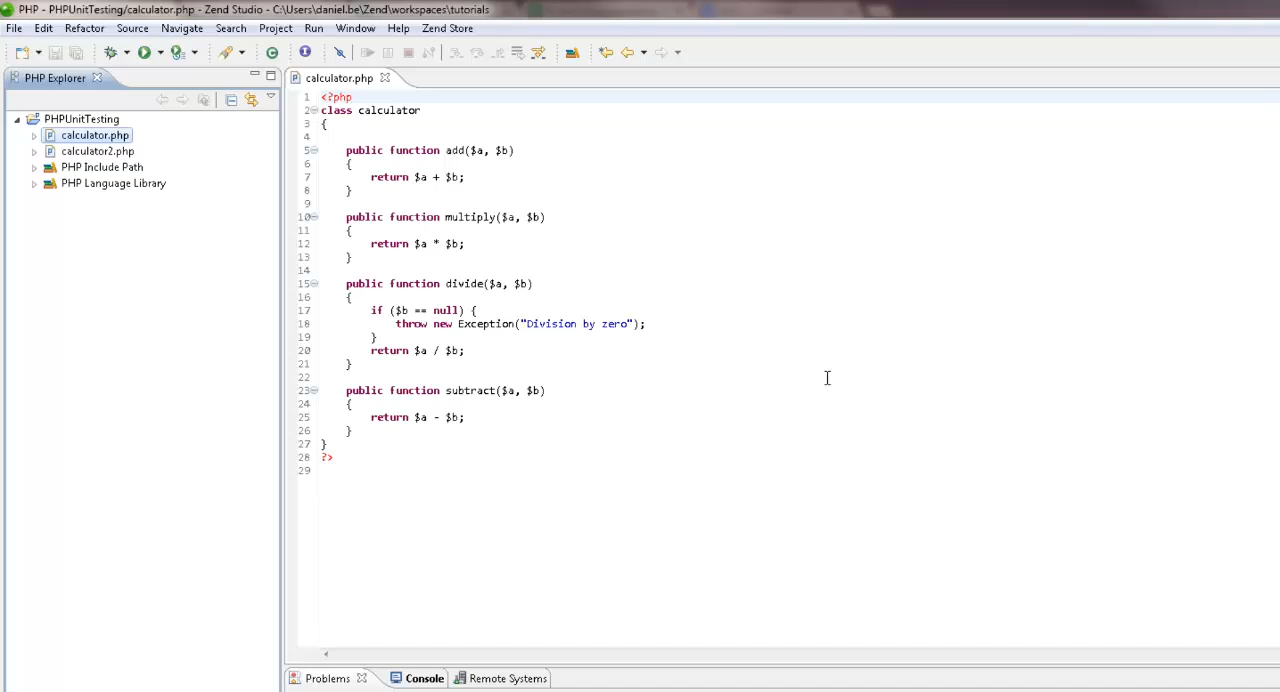 PHP - PHPUnitTesting/calculator.php - Zend Studio - C:\Users\daniel.be\Zend\workspaces\tutorials
File Edit Refactor Source Navigate Search Project Run Window Help Zend Store
PHP Explorer
calculator.php
PHPUnitTesting
calculator.php
calculator2.php
PHP Include Path
PHP Language Library
1 <?php
2 class calculator
3 {
4
5 public function add($a, $b)
6 {
7 return $a + $b;
8 }
9
10 public function multiply($a, $b)
11 {
12 return $a * $b;
13 }
14
15 public function divide($a, $b)
16 {
17 if ($b == null) {
18 throw new Exception("Division by zero");
19 }
20 return $a / $b;
21 }
22
23 public function subtract($a, $b)
24 {
25 return $a - $b;
26 }
27 }
28 ?>
29
Problems Console Remote Systems